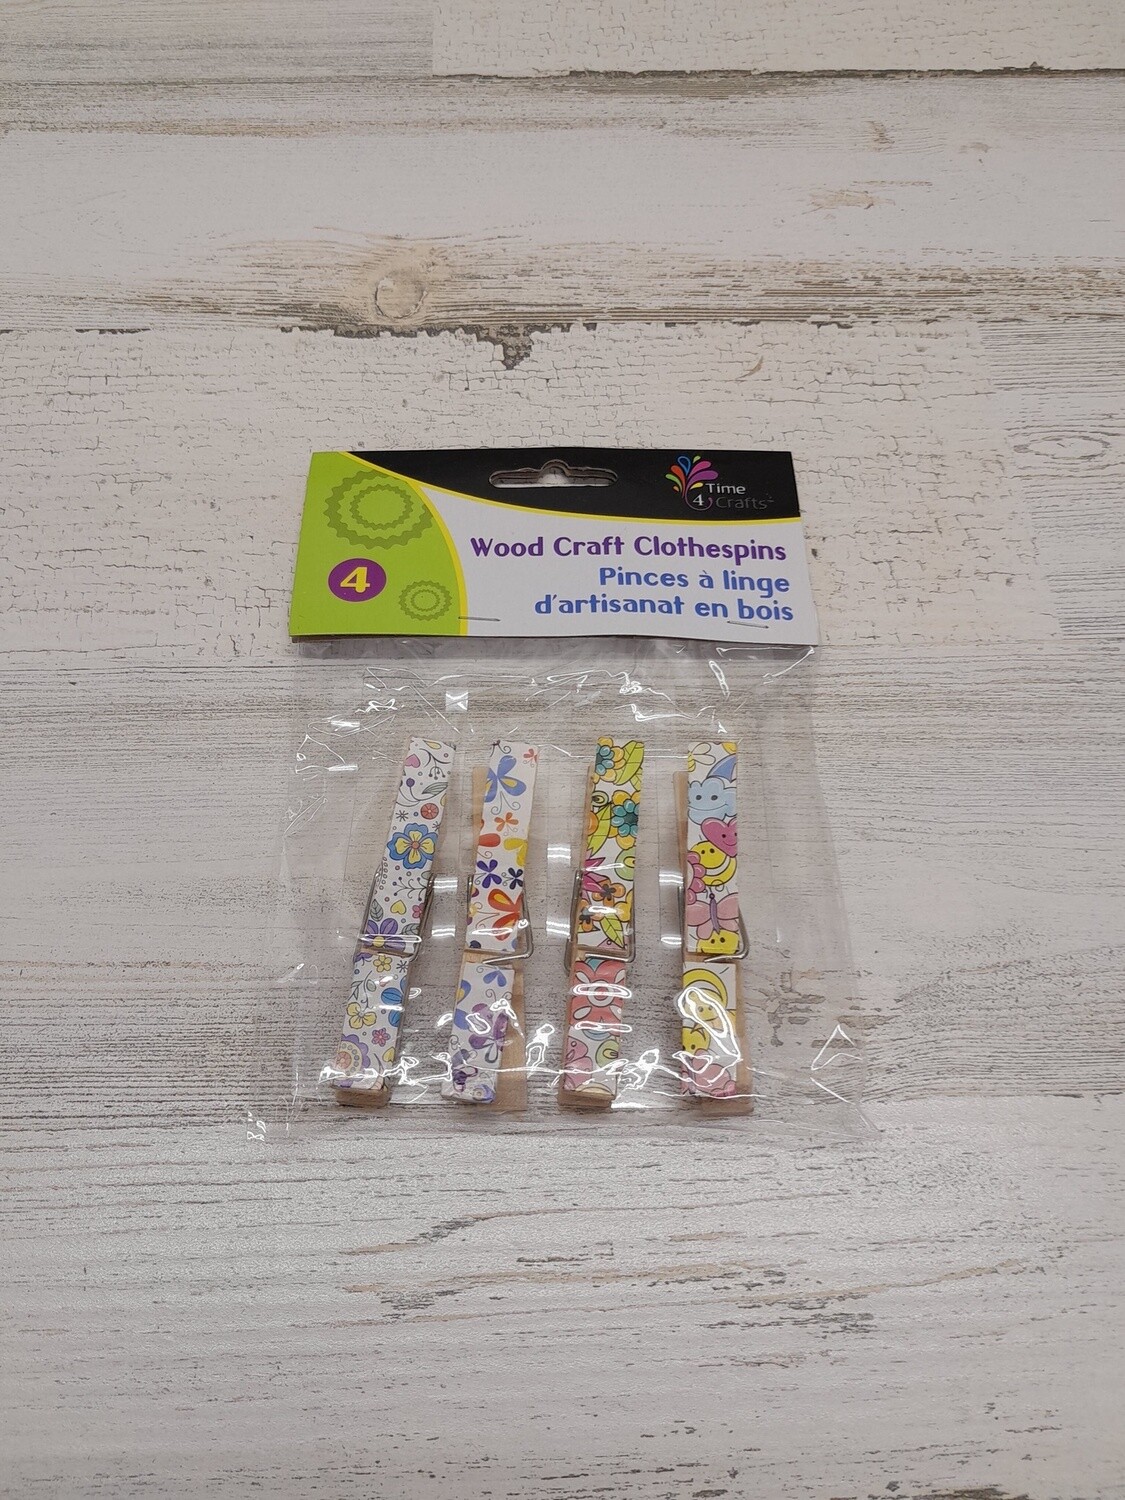 Time
4 Crafts
4
Wood Craft Clothespins
Pinces à linge
d'artisanat en bois